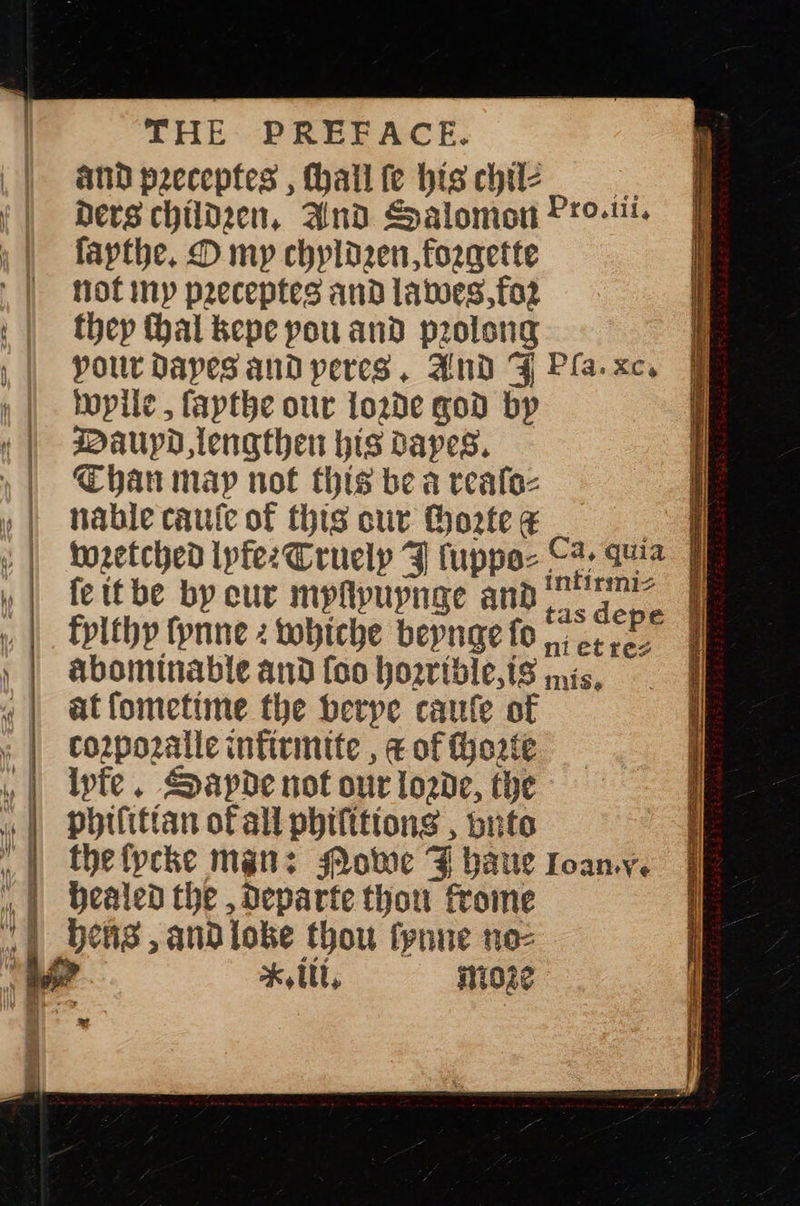 THE PREFACE.
and preceptes, shall se his chil-
ders children. And Salomon
saythe. O my chyldren, forgette
not my preceptes and lawes, for
they shal kepe you and prolong
your dayes and yeres. And I
wylle, saythe our lorde god by
Dauyd, lengthen his dayes.
Than may not this be a reaso-
nable cause of this our shorte &
wretched lyfe? Truely I suppo-
se it be by our mysyuynge and
fylthy synne: whiche beynge so
abominable and soo horrible, is
at sometime the verye cause of
corporalle infirmite, & of shorte
lyfe. Sayde not our lorde, the
phisitian of all phisitions, vnto
the sycke man: Nowe I haue
healed the, departe thou frome
hens, and loke thou synne no-
*.iii. more
Pro.iii.
Psa. xc.
Ca. quia
infirmi-
tas depe
ni et re-
mis.
Ioan.v.